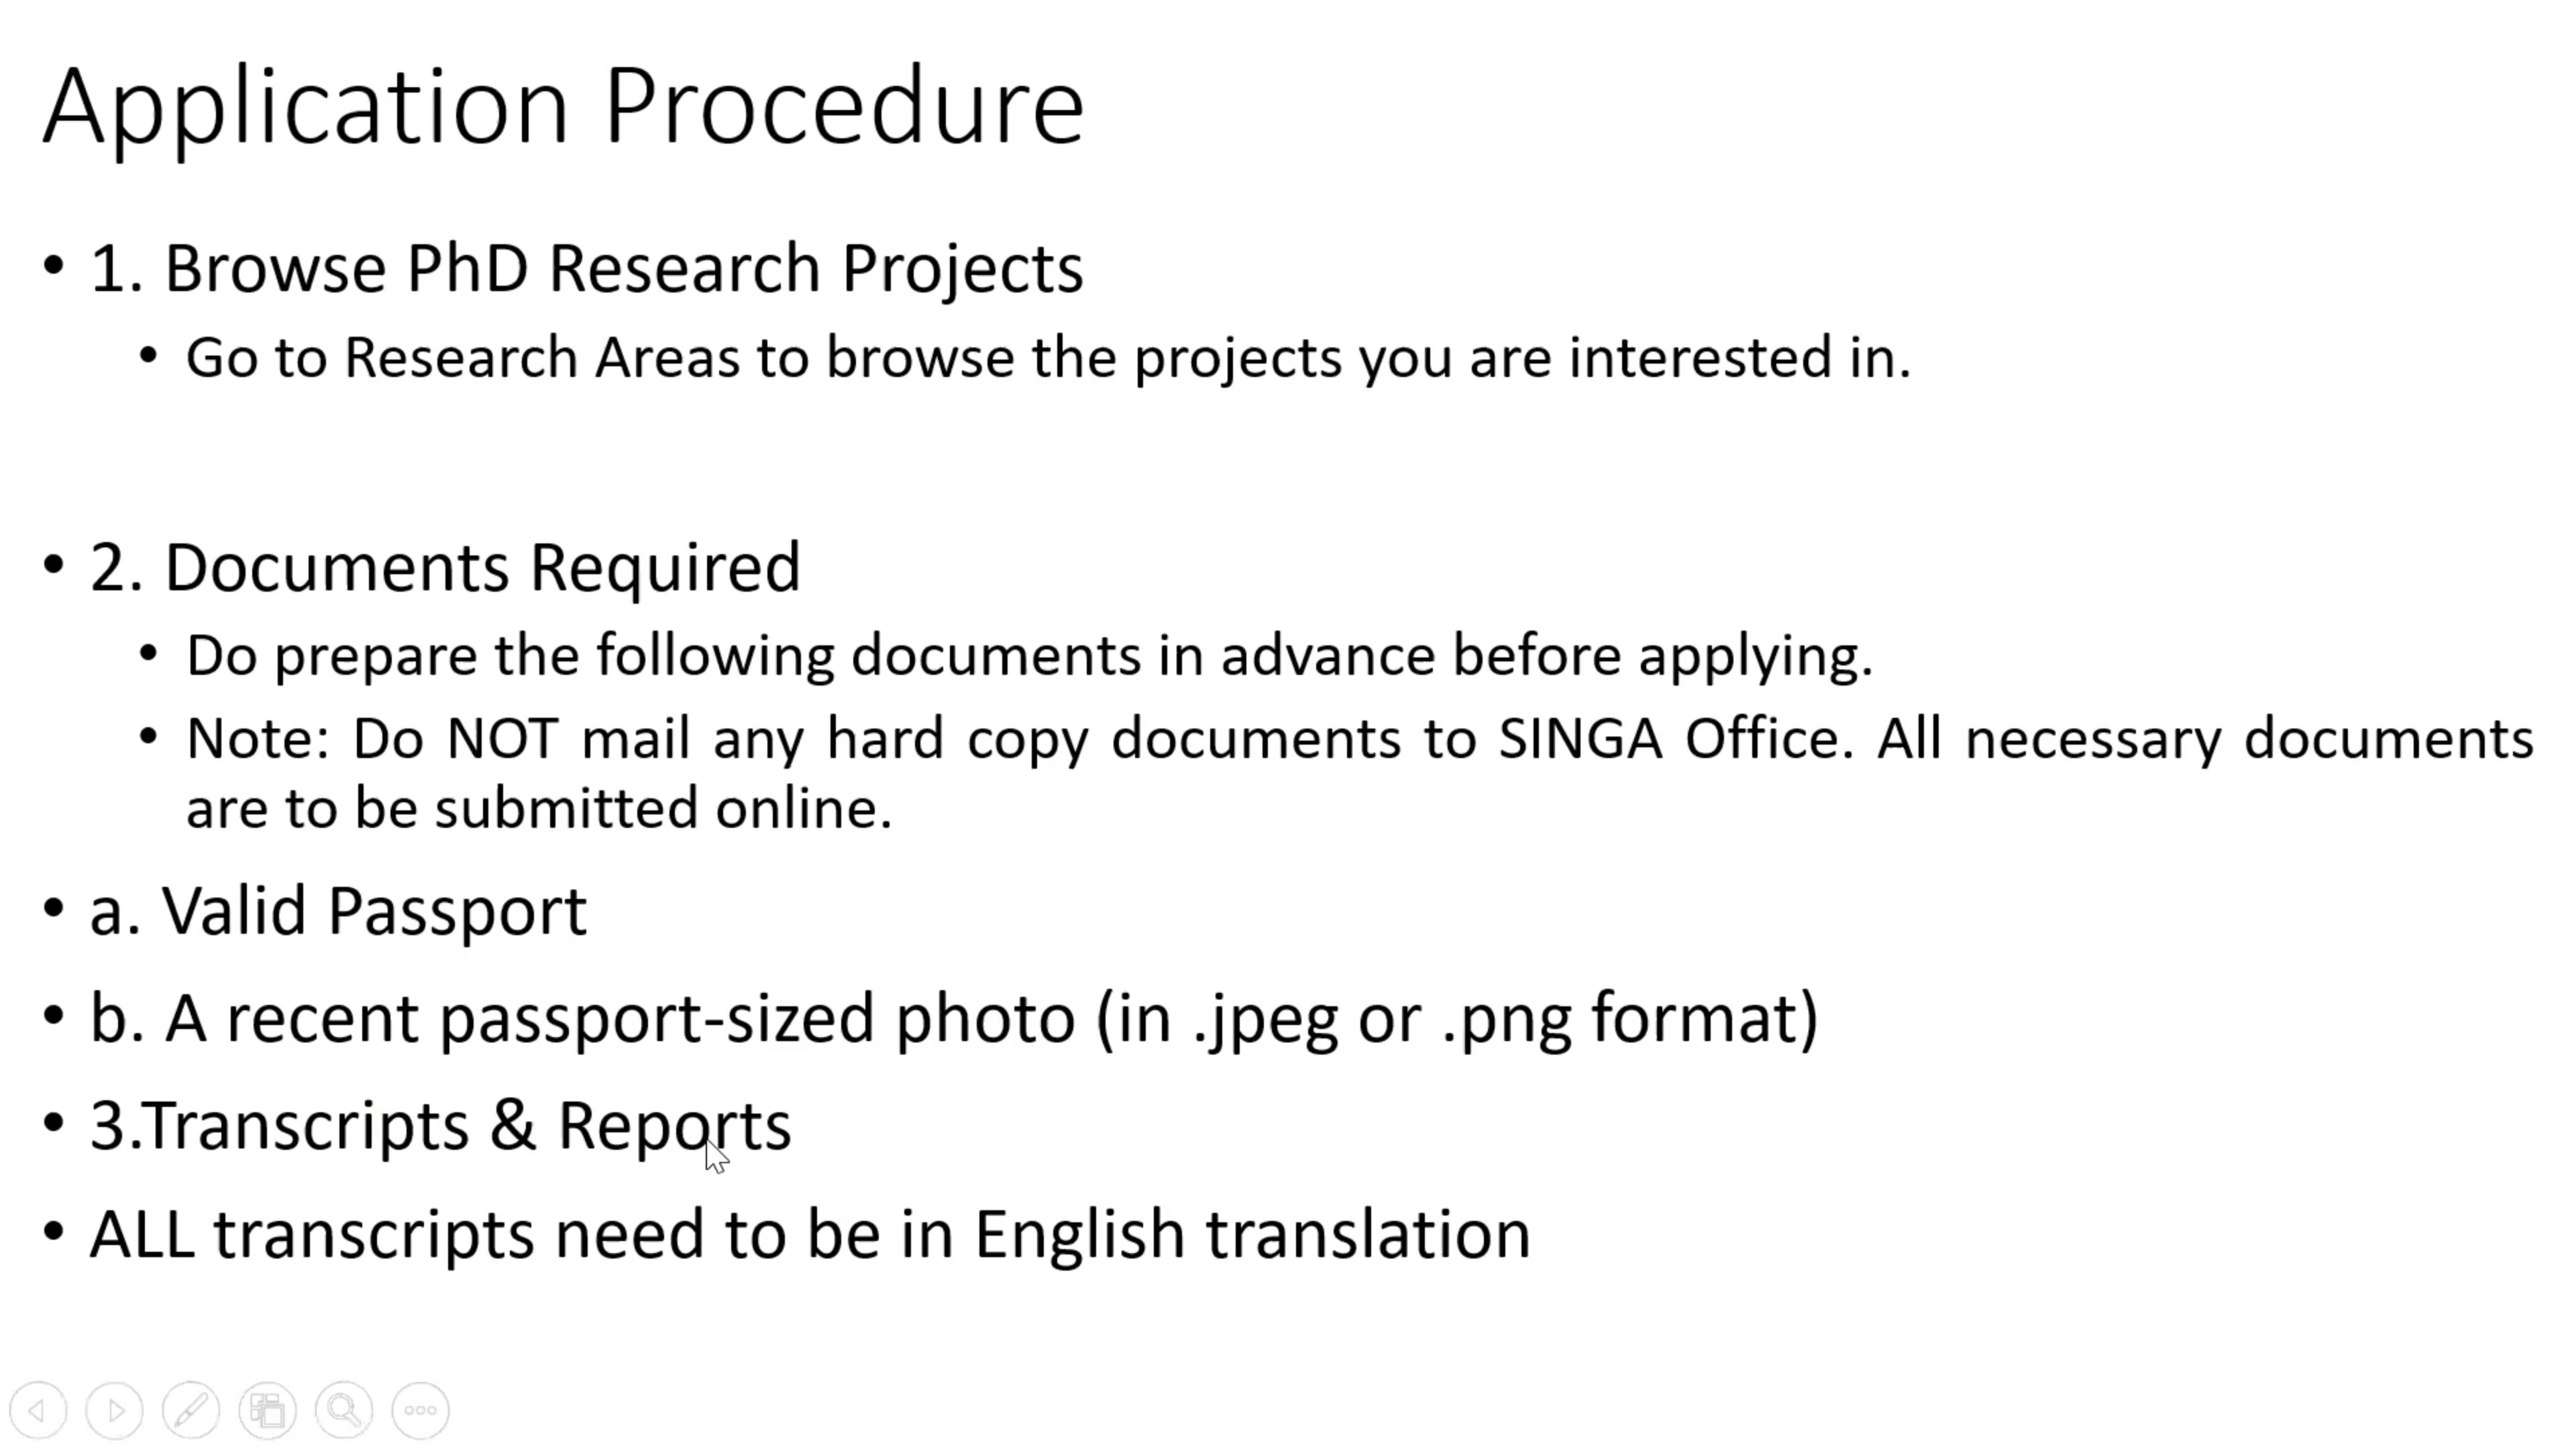 Application Procedure
• 1. Browse PhD Research Projects
• Go to Research Areas to browse the projects you are interested in.
• 2. Documents Required
• Do prepare the following documents in advance before applying.
• Note: Do NOT mail any hard copy documents to SINGA Office. All necessary documents
are to be submitted online.
• a. Valid Passport
• b. A recent passport-sized photo (in .jpeg or .png format)
• 3.Transcripts & Reports
• ALL transcripts need to be in English translation